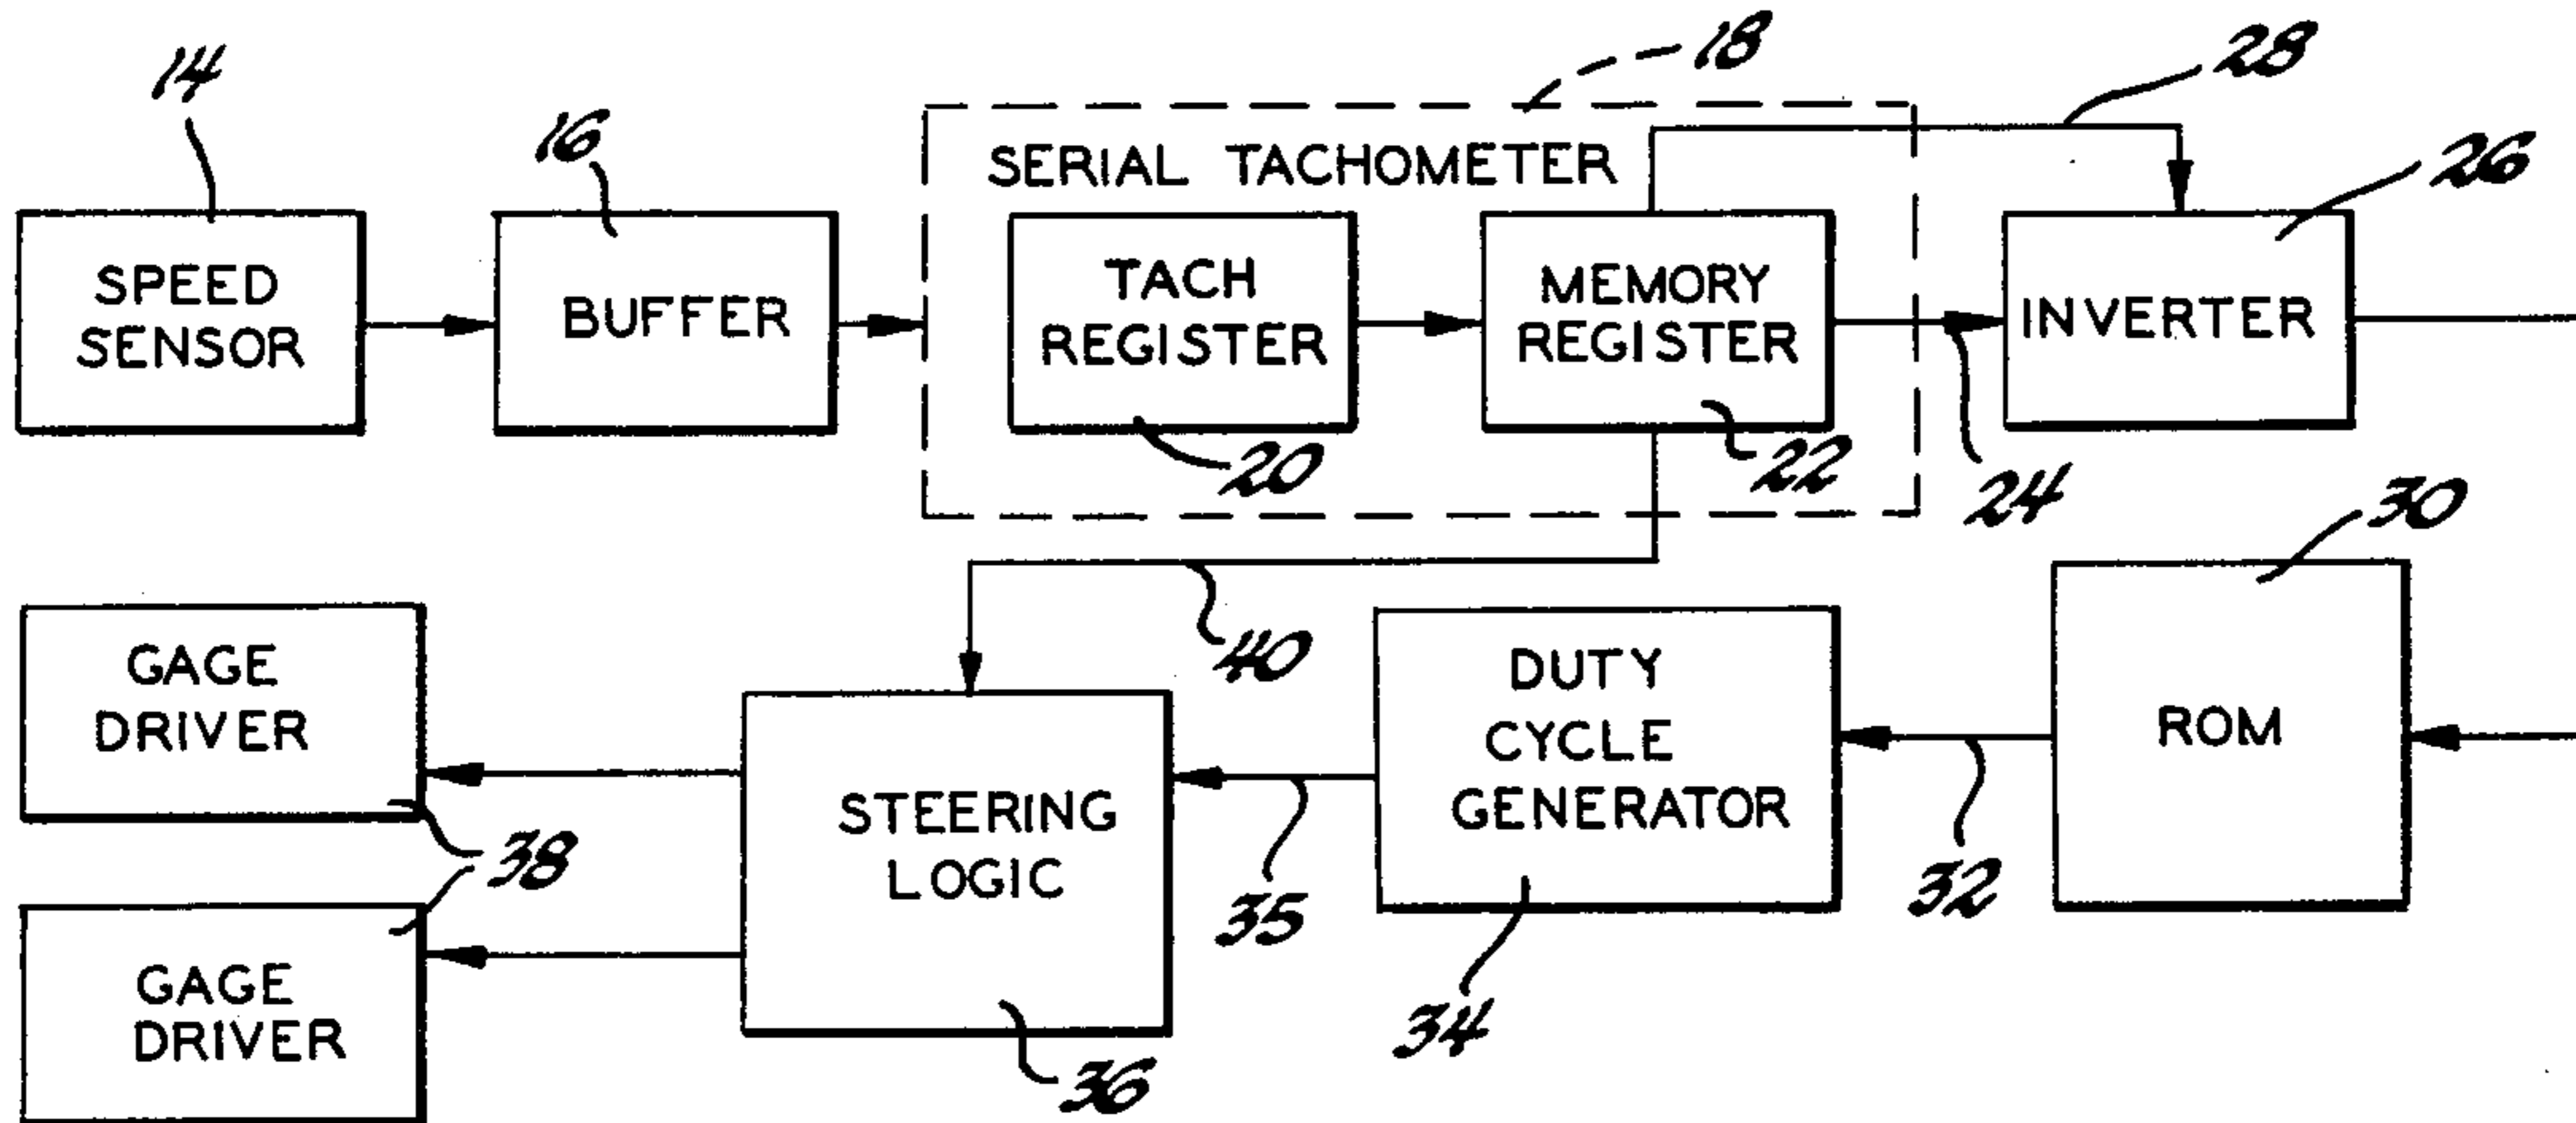 14
16
18
28
26
SERIAL TACHOMETER
SPEED
SENSOR
BUFFER
TACH
REGISTER
MEMORY
REGISTER
INVERTER
20
22
24
30
40
GAGE
DRIVER
STEERING
LOGIC
DUTY
CYCLE
GENERATOR
ROM
38
35
32
GAGE
DRIVER
34
36